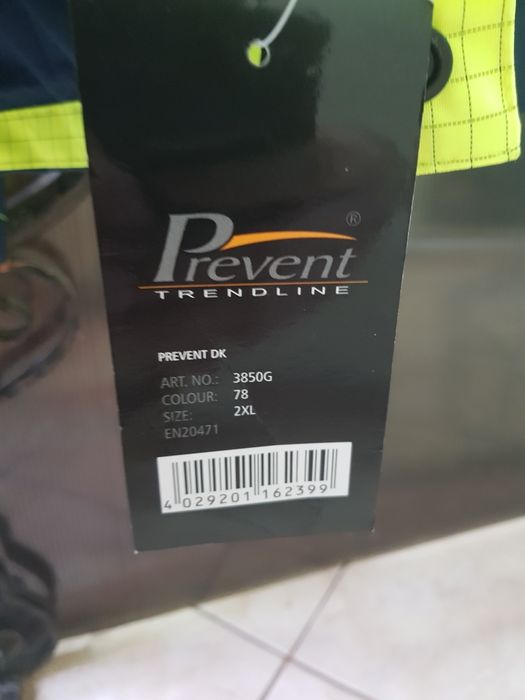 Prevent®
TRENDLINE
PREVENT DK
ART. NO.: 3850G
COLOUR: 78
SIZE: 2XL
EN20471
4 029201 162399